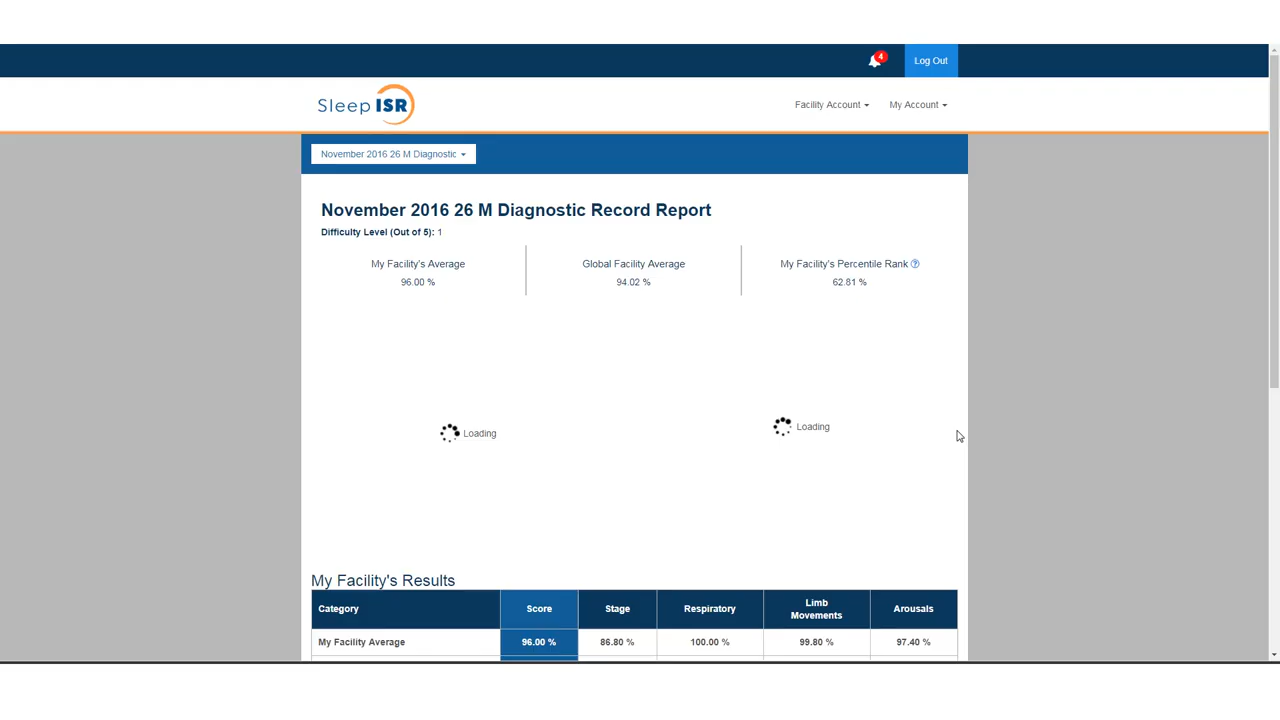 4
Log Out
Sleep ISR
Facility Account
My Account
November 2016 26 M Diagnostic
November 2016 26 M Diagnostic Record Report
Difficulty Level (Out of 5): 1
My Facility's Average
96.00 %
Global Facility Average
94.02 %
My Facility's Percentile Rank ?
62.81 %
Loading
Loading
My Facility's Results
Category Score Stage Respiratory Limb Movements Arousals
My Facility Average 96.00 % 86.80 % 100.00 % 99.80 % 97.40 %